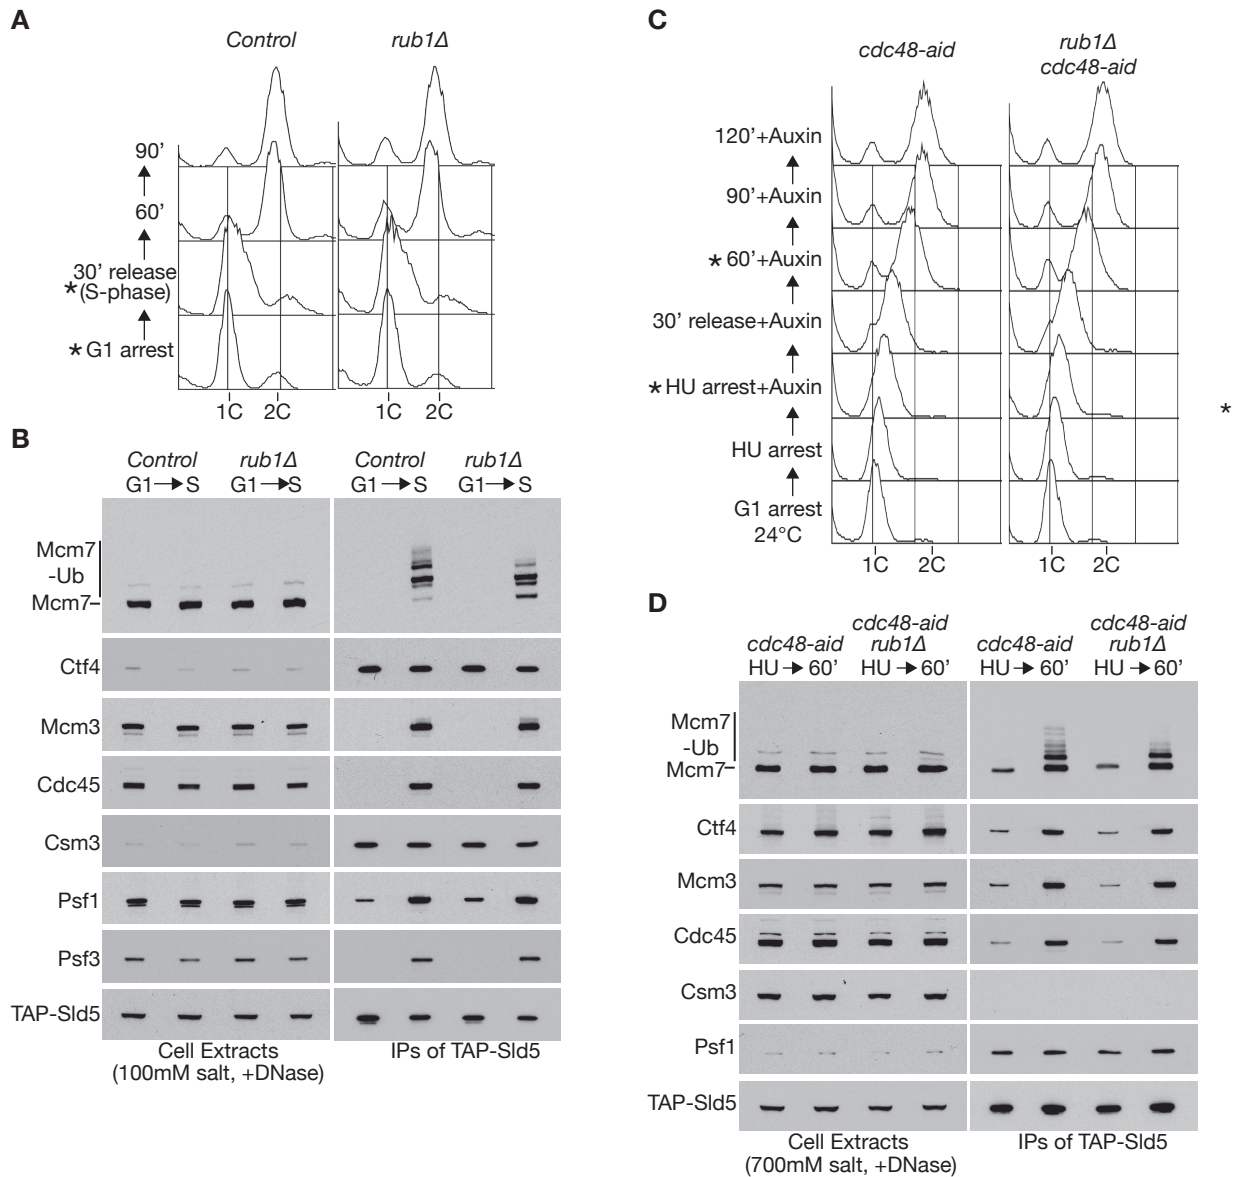 A
Control
rub1Δ
90'
60'
30' release
*(S-phase)
*G1 arrest
1C
2C
1C
2C
B
Control
rub1Δ
Control
rub1Δ
G1→S
G1→S
G1→S
G1→S
Mcm7
-Ub
Mcm7
Ctf4
Mcm3
Cdc45
Csm3
Psf1
Psf3
TAP-Sld5
Cell Extracts
(100mM salt, +DNase)
IPs of TAP-Sld5
C
cdc48-aid
rub1Δ
cdc48-aid
120'+Auxin
90'+Auxin
*60'+Auxin
30' release+Auxin
*HU arrest+Auxin
HU arrest
G1 arrest
24°C
1C
2C
1C
2C
*
D
cdc48-aid
cdc48-aid
rub1Δ
cdc48-aid
cdc48-aid
rub1Δ
HU→60'
HU→60'
HU→60'
HU→60'
Mcm7
-Ub
Mcm7
Ctf4
Mcm3
Cdc45
Csm3
Psf1
TAP-Sld5
Cell Extracts
(700mM salt, +DNase)
IPs of TAP-Sld5